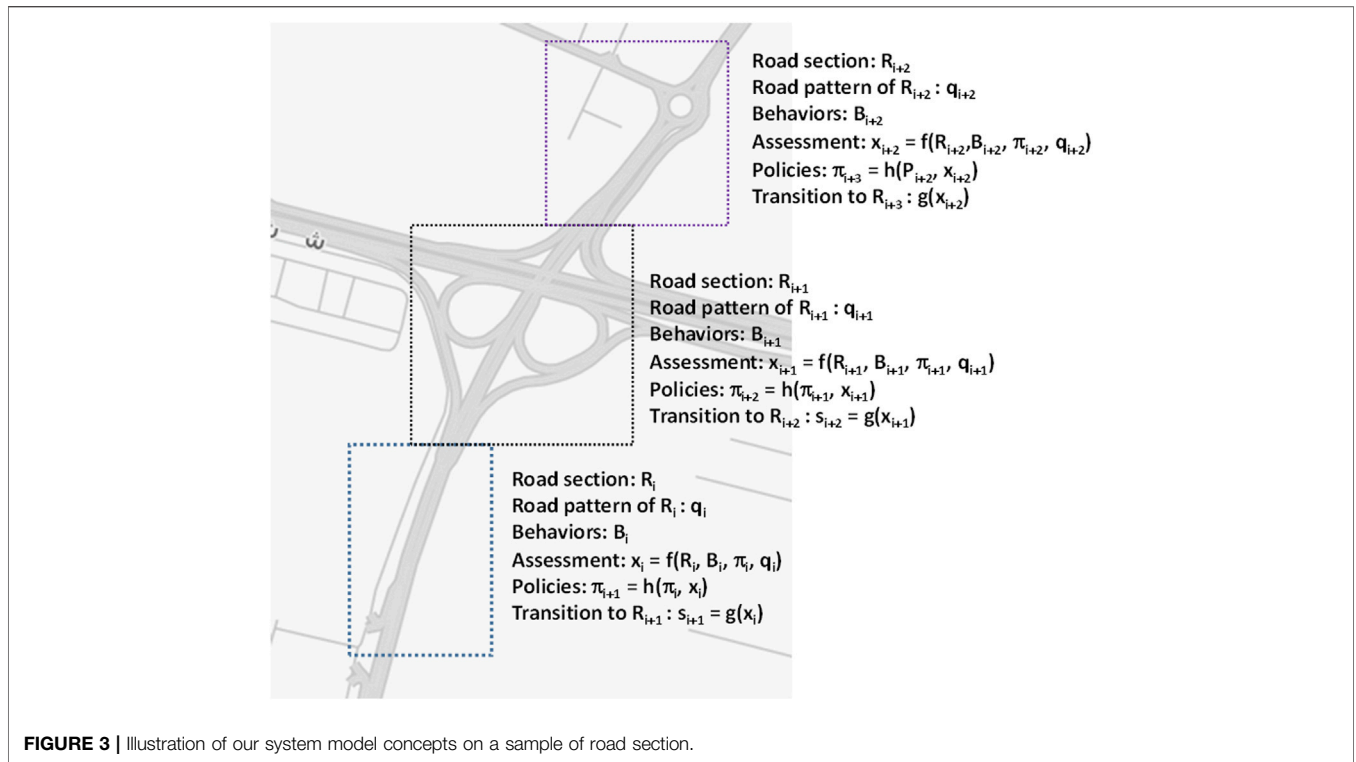 Road section: Rᵢ₊₂
Road pattern of Rᵢ₊₂ : qᵢ₊₂
Behaviors: Bᵢ₊₂
Assessment: xᵢ₊₂ = f(Rᵢ₊₂,Bᵢ₊₂, πᵢ₊₂, qᵢ₊₂)
Policies: πᵢ₊₃ = h(Pᵢ₊₂, xᵢ₊₂)
Transition to Rᵢ₊₃ : g(xᵢ₊₂)
Road section: Rᵢ₊₁
Road pattern of Rᵢ₊₁ : qᵢ₊₁
Behaviors: Bᵢ₊₁
Assessment: xᵢ₊₁ = f(Rᵢ₊₁, Bᵢ₊₁, πᵢ₊₁, qᵢ₊₁)
Policies: πᵢ₊₂ = h(πᵢ₊₁, xᵢ₊₁)
Transition to Rᵢ₊₂ : sᵢ₊₂ = g(xᵢ₊₁)
Road section: Rᵢ
Road pattern of Rᵢ : qᵢ
Behaviors: Bᵢ
Assessment: xᵢ = f(Rᵢ, Bᵢ, πᵢ, qᵢ)
Policies: πᵢ₊₁ = h(πᵢ, xᵢ)
Transition to Rᵢ₊₁ : sᵢ₊₁ = g(xᵢ)
FIGURE 3 | Illustration of our system model concepts on a sample of road section.